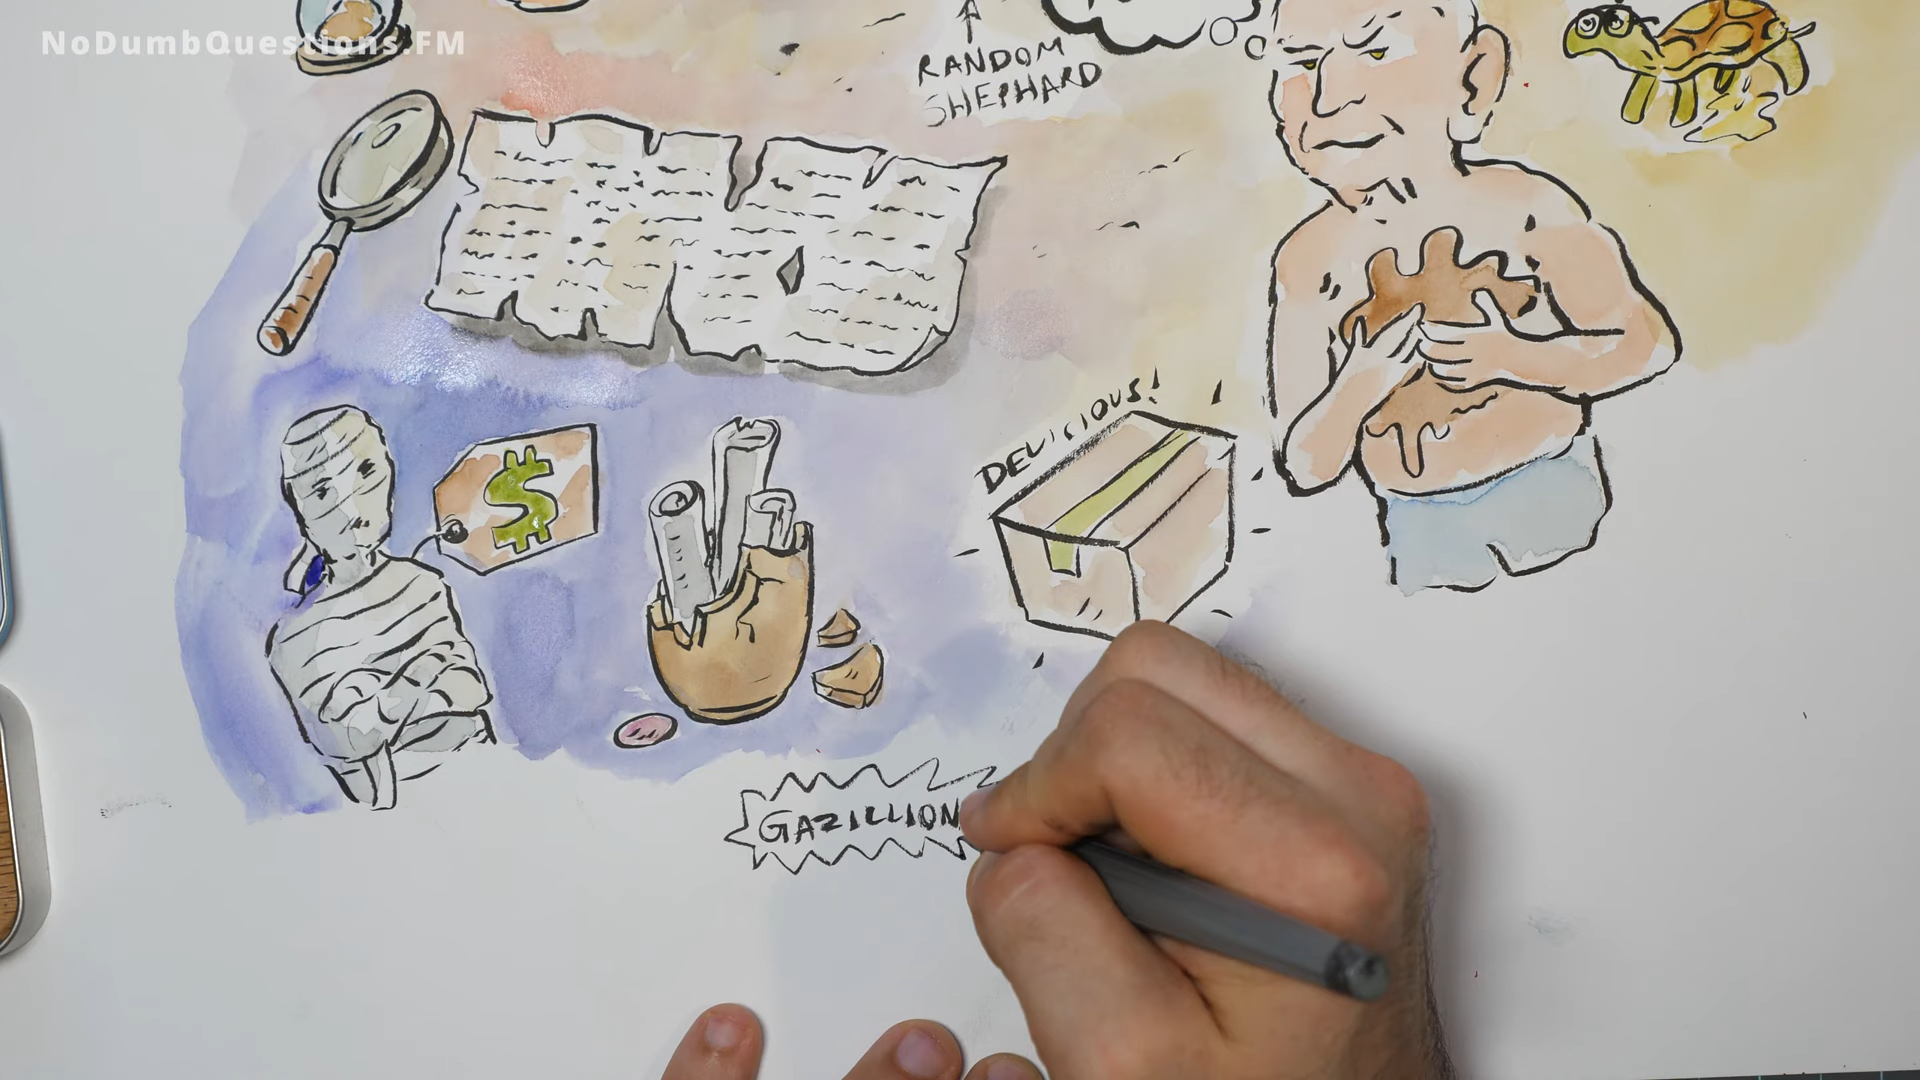 NoDumbQuestions.FM
RANDOM
SHEPHARD
DELICIOUS!
$
GAZILLION